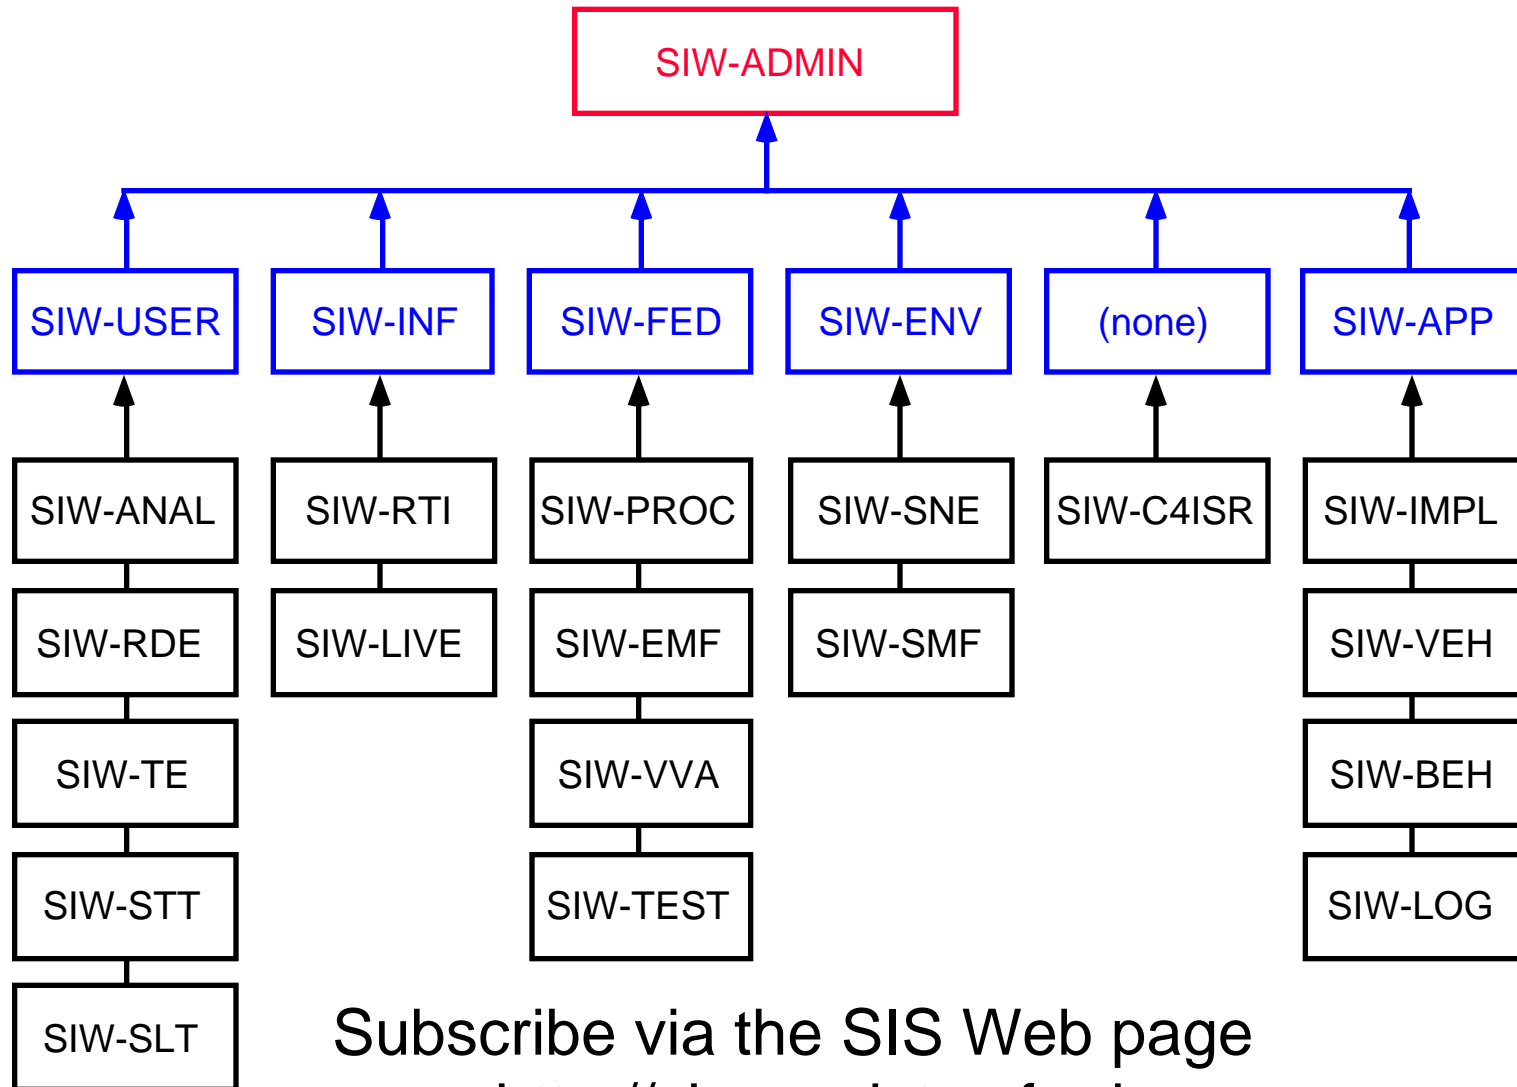 SIW-ADMIN
SIW-USER SIW-INF SIW-FED SIW-ENV (none) SIW-APP
SIW-ANAL SIW-RTI SIW-PROC SIW-SNE SIW-C4ISR SIW-IMPL
SIW-RDE SIW-LIVE SIW-EMF SIW-SMF SIW-VEH
SIW-TE SIW-VVA SIW-BEH
SIW-STT SIW-TEST SIW-LOG
SIW-SLT
Subscribe via the SIS Web page